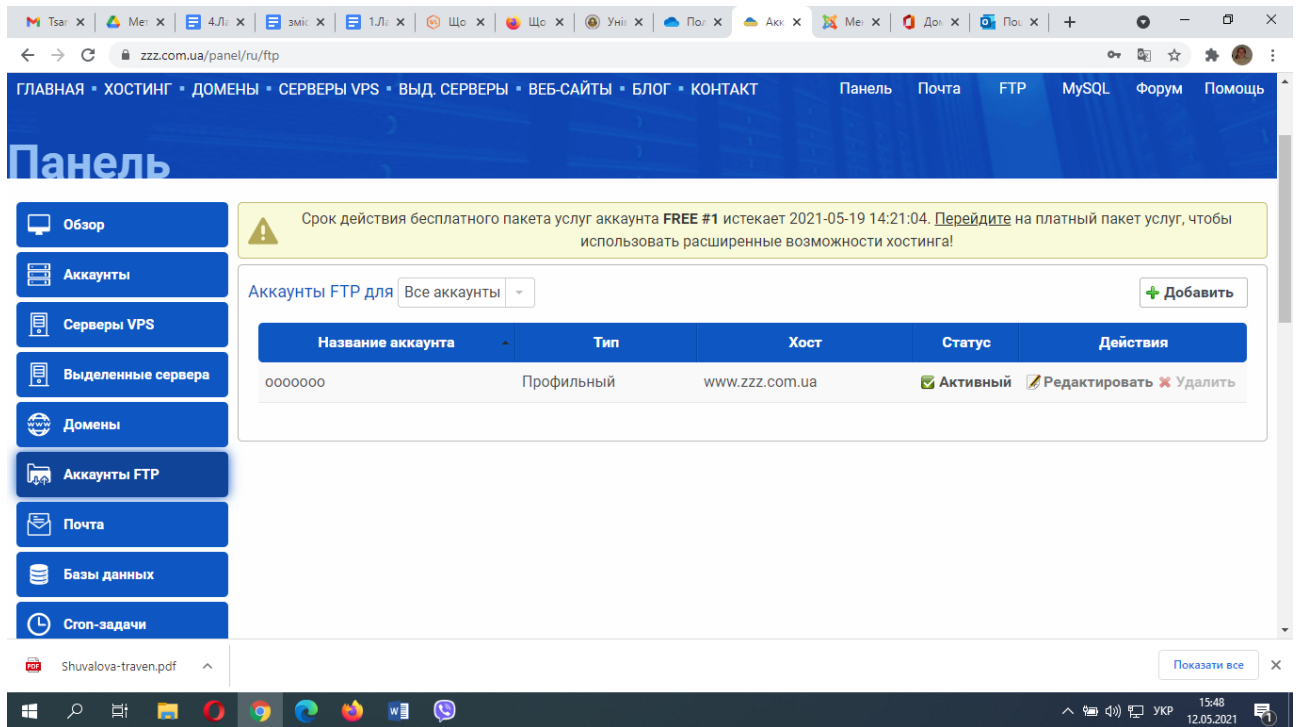 Tsar
Мет
4.Ла
зміс
1.Ла
Що
Що
Уні
Пол
Акк
Ме
Дом
Пош
zzz.com.ua/panel/ru/ftp
ГЛАВНАЯ ▪ ХОСТИНГ ▪ ДОМЕНЫ ▪ СЕРВЕРЫ VPS ▪ ВЫД. СЕРВЕРЫ ▪ ВЕБ-САЙТЫ ▪ БЛОГ ▪ КОНТАКТ
Панель Почта FTP MySQL Форум Помощь
Панель
Обзор
Аккаунты
Серверы VPS
Выделенные сервера
Домены
Аккаунты FTP
Почта
Базы данных
Cron-задачи
Срок действия бесплатного пакета услуг аккаунта FREE #1 истекает 2021-05-19 14:21:04. Перейдите на платный пакет услуг, чтобы
использовать расширенные возможности хостинга!
Аккаунты FTP для Все аккаунты
Добавить
Название аккаунта Тип Хост Статус Действия
ooooooo Профильный www.zzz.com.ua Активный Редактировать Удалить
Shuvalova-traven.pdf
Показати все
УКР
15:48
12.05.2021